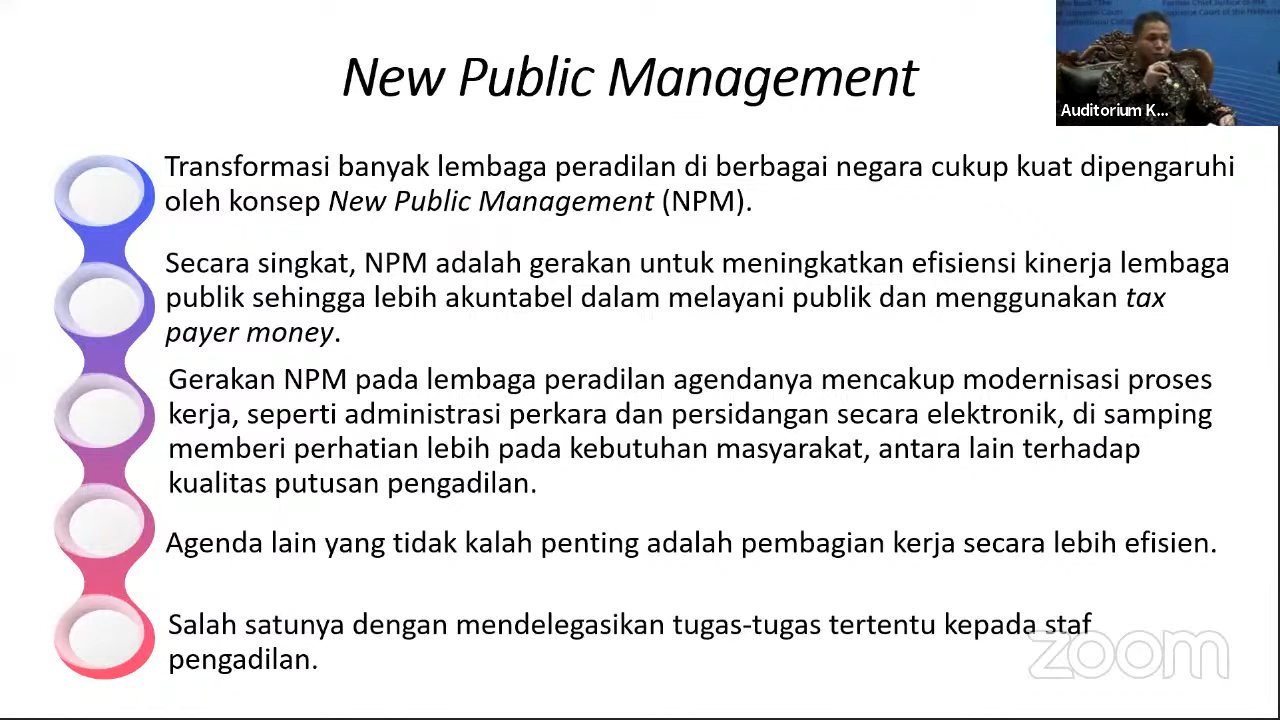 New Public Management
Transformasi banyak lembaga peradilan di berbagai negara cukup kuat dipengaruhi
oleh konsep New Public Management (NPM).
Secara singkat, NPM adalah gerakan untuk meningkatkan efisiensi kinerja lembaga
publik sehingga lebih akuntabel dalam melayani publik dan menggunakan tax
payer money.
Gerakan NPM pada lembaga peradilan agendanya mencakup modernisasi proses
kerja, seperti administrasi perkara dan persidangan secara elektronik, di samping
memberi perhatian lebih pada kebutuhan masyarakat, antara lain terhadap
kualitas putusan pengadilan.
Agenda lain yang tidak kalah penting adalah pembagian kerja secara lebih efisien.
Salah satunya dengan mendelegasikan tugas-tugas tertentu kepada staf
pengadilan.
Auditorium K...
zoom